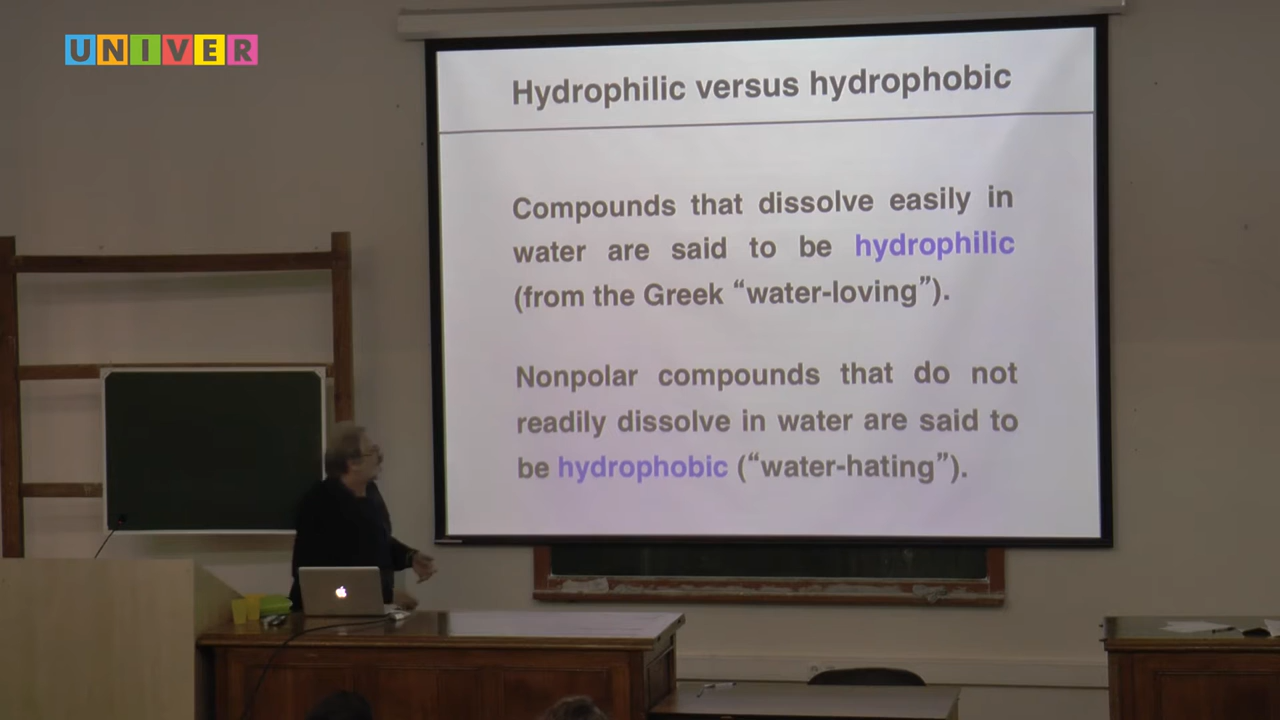 UNIVER
Hydrophilic versus hydrophobic
Compounds that dissolve easily in
water are said to be hydrophilic
(from the Greek “water-loving”).
Nonpolar compounds that do not
readily dissolve in water are said to
be hydrophobic (“water-hating”).